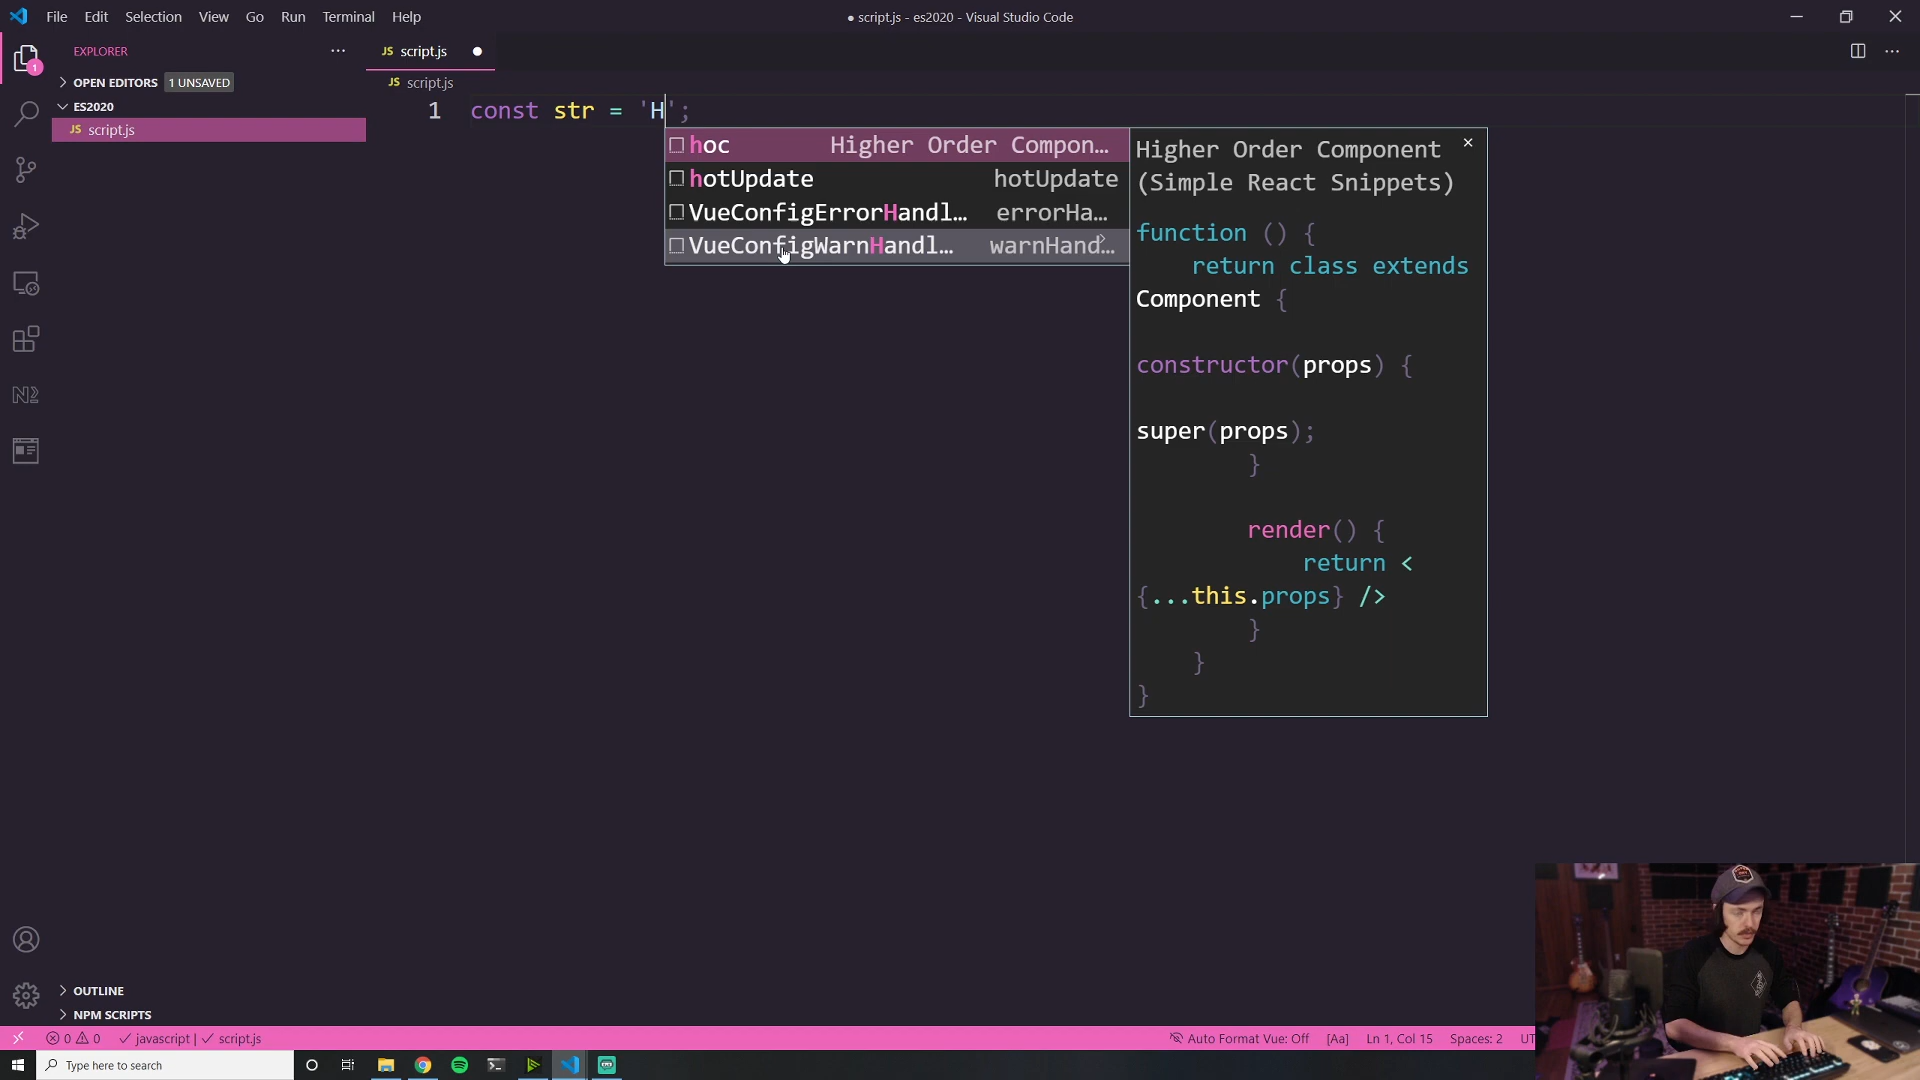 File Edit Selection View Go Run Terminal Help
● script.js - es2020 - Visual Studio Code
EXPLORER
JS script.js
OPEN EDITORS 1 UNSAVED
JS script.js
ES2020
JS script.js
1 const str = 'H';
hoc Higher Order Compon...
hotUpdate hotUpdate
VueConfigErrorHandl... errorHa...
VueConfigWarnHandl... warnHand...
Higher Order Component
(Simple React Snippets)
function () {
return class extends
Component {
constructor(props) {
super(props);
}
render() {
return <
{...this.props} />
}
}
}
1
N2
OUTLINE
NPM SCRIPTS
0 0 javascript | script.js
Auto Format Vue: Off [Aa] Ln 1, Col 15 Spaces: 2 UT
Type here to search